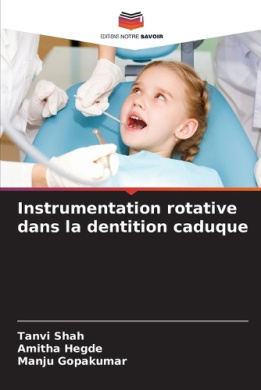 EDITIONS NOTRE SAVOIR
Instrumentation rotative
dans la dentition caduque
Tanvi Shah
Amitha Hegde
Manju Gopakumar